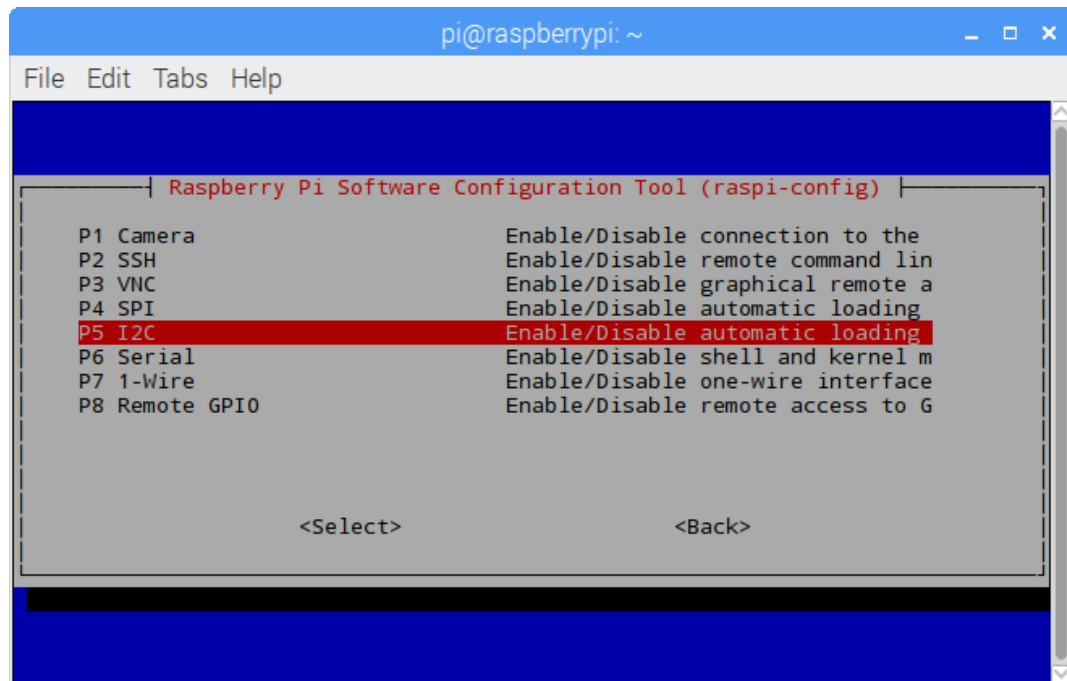 pi@raspberrypi: ~
File Edit Tabs Help
Raspberry Pi Software Configuration Tool (raspi-config)
P1 Camera Enable/Disable connection to the
P2 SSH Enable/Disable remote command lin
P3 VNC Enable/Disable graphical remote a
P4 SPI Enable/Disable automatic loading
P5 I2C Enable/Disable automatic loading
P6 Serial Enable/Disable shell and kernel m
P7 1-Wire Enable/Disable one-wire interface
P8 Remote GPIO Enable/Disable remote access to G
<Select> <Back>